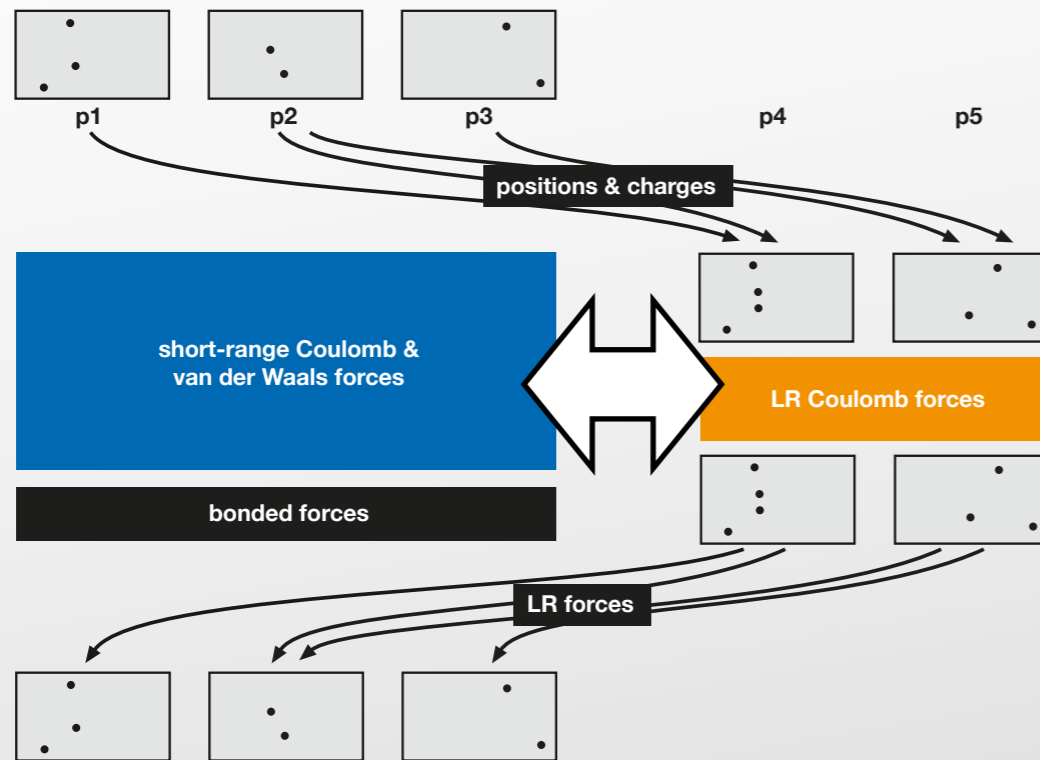 p1 p2 p3 p4 p5
positions & charges
short-range Coulomb &
van der Waals forces
LR Coulomb forces
bonded forces
LR forces